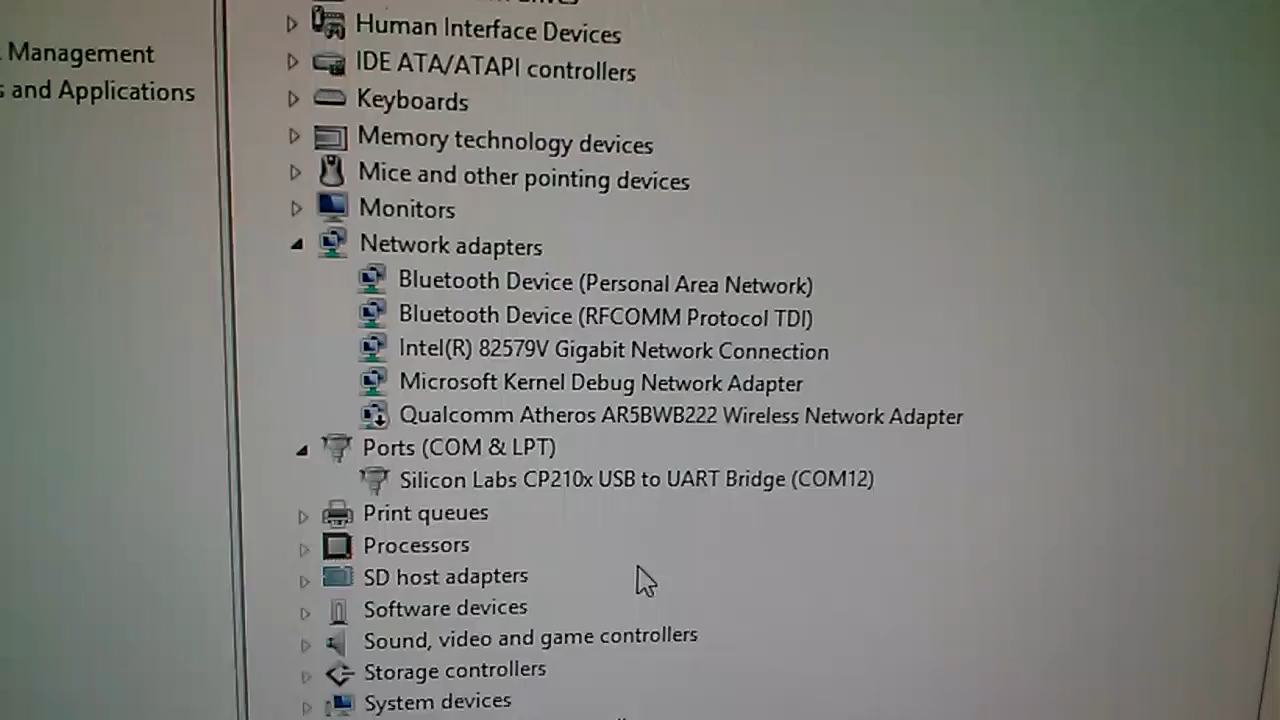 Management
and Applications
Human Interface Devices
IDE ATA/ATAPI controllers
Keyboards
Memory technology devices
Mice and other pointing devices
Monitors
Network adapters
Bluetooth Device (Personal Area Network)
Bluetooth Device (RFCOMM Protocol TDI)
Intel(R) 82579V Gigabit Network Connection
Microsoft Kernel Debug Network Adapter
Qualcomm Atheros AR5BWB222 Wireless Network Adapter
Ports (COM & LPT)
Silicon Labs CP210x USB to UART Bridge (COM12)
Print queues
Processors
SD host adapters
Software devices
Sound, video and game controllers
Storage controllers
System devices